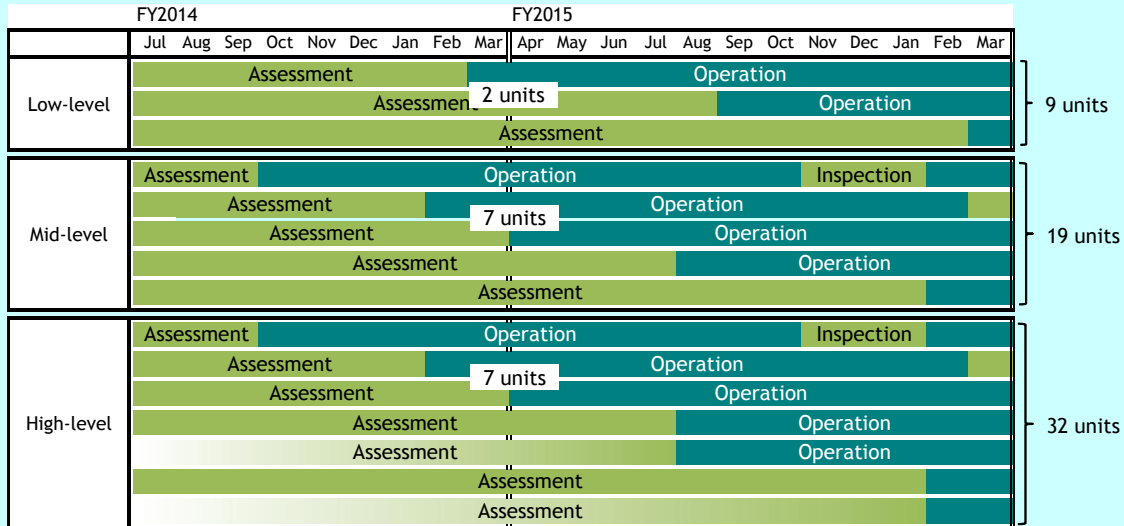 FY2014 FY2015
Jul Aug Sep Oct Nov Dec Jan Feb Mar Apr May Jun Jul Aug Sep Oct Nov Dec Jan Feb Mar
Assessment Operation
2 units
Low-level Assessment Operation 9 units
Assessment
Assessment Operation Inspection
Assessment Operation
7 units
Mid-level Assessment Operation 19 units
Assessment Operation
Assessment
Assessment Operation Inspection
Assessment Operation
7 units
Assessment Operation
High-level Assessment Operation 32 units
Assessment Operation
Assessment
Assessment